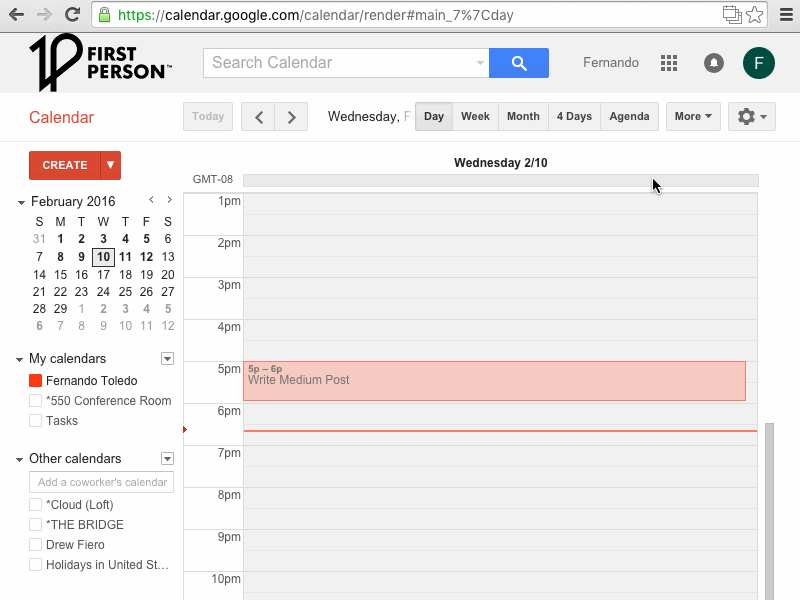 https://calendar.google.com/calendar/render#main_7%7Cday
1P FIRST PERSON™
Search Calendar
Fernando
F
Calendar
Today
Wednesday, F
Day
Week
Month
4 Days
Agenda
More
CREATE
Wednesday 2/10
GMT-08
February 2016
S M T W T F S
31 1 2 3 4 5 6
7 8 9 10 11 12 13
14 15 16 17 18 19 20
21 22 23 24 25 26 27
28 29 1 2 3 4 5
6 7 8 9 10 11 12
My calendars
Fernando Toledo
*550 Conference Room
Tasks
Other calendars
Add a coworker's calendar
*Cloud (Loft)
*THE BRIDGE
Drew Fiero
Holidays in United St…
1pm
2pm
3pm
4pm
5pm
5p – 6p
Write Medium Post
6pm
7pm
8pm
9pm
10pm